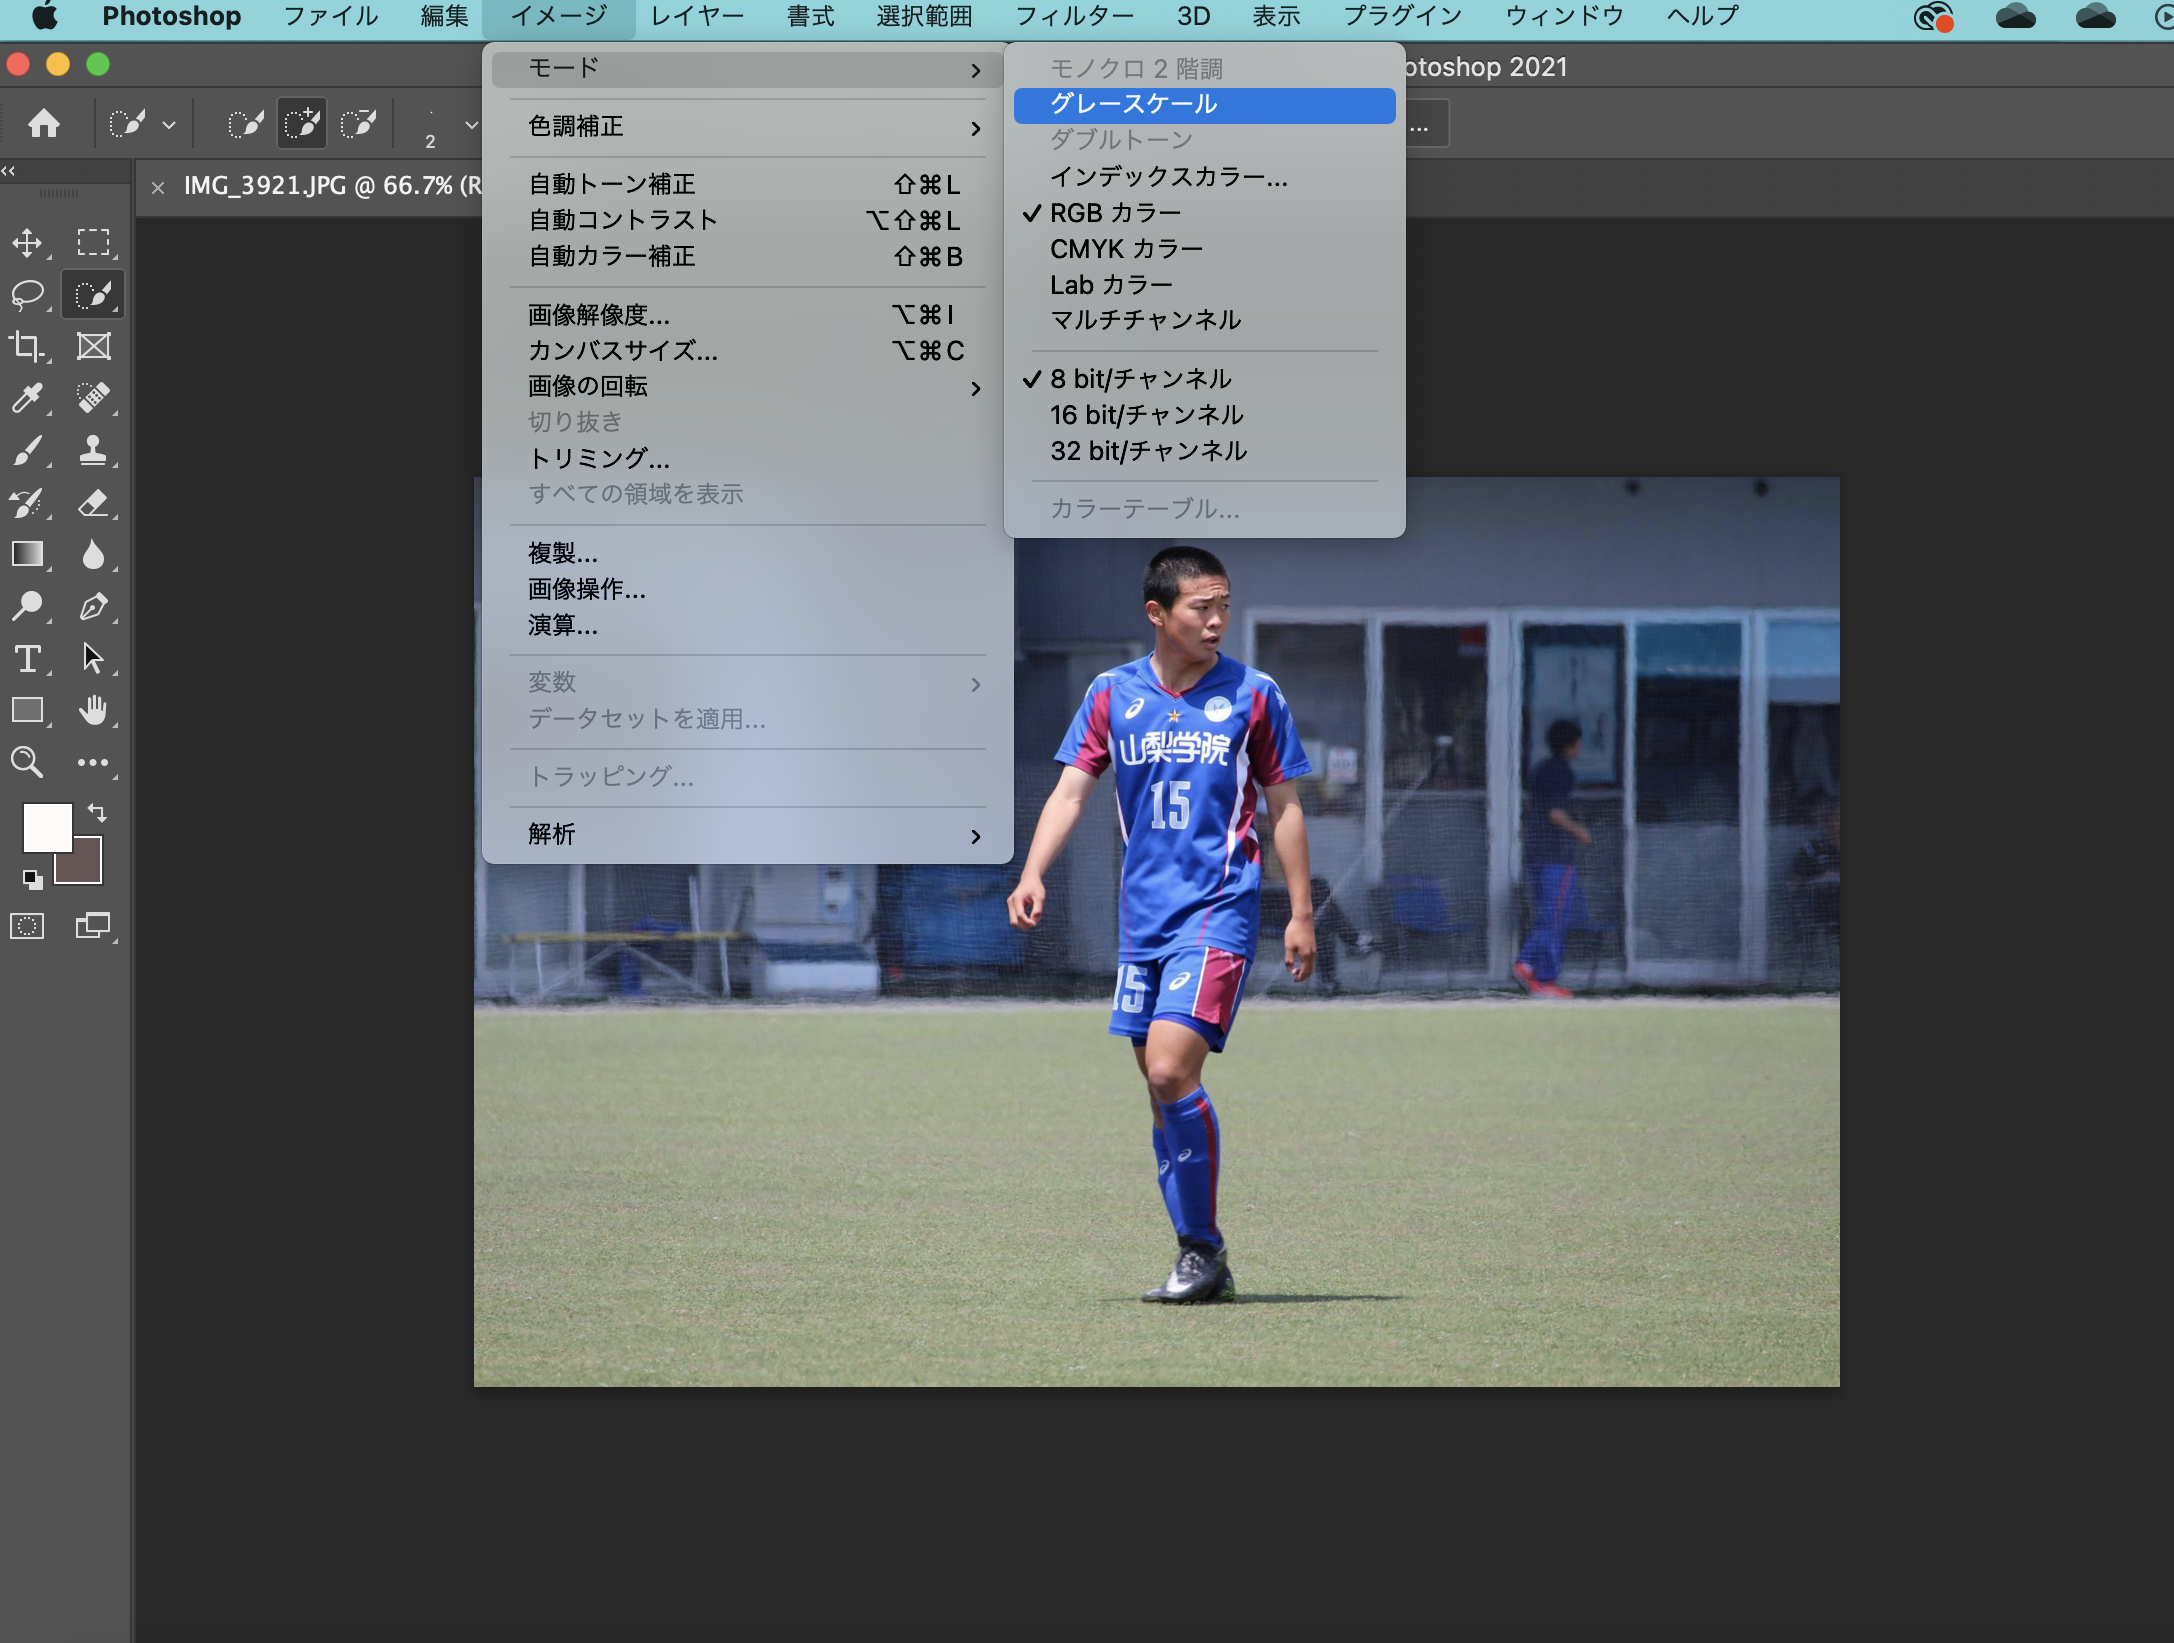 Photoshop ファイル 編集 イメージ レイヤー 書式 選択範囲 フィルター 3D 表示 プラグイン ウィンドウ ヘルプ
otoshop 2021
2
...
IMG_3921.JPG @ 66.7% (R
モード
色調補正
自動トーン補正 ⇧⌘L
自動コントラスト ⌥⇧⌘L
自動カラー補正 ⇧⌘B
画像解像度... ⌥⌘I
カンバスサイズ... ⌥⌘C
画像の回転
切り抜き
トリミング...
すべての領域を表示
複製...
画像操作...
演算...
変数
データセットを適用...
トラッピング...
解析
モノクロ 2 階調
グレースケール
ダブルトーン
インデックスカラー...
✓ RGB カラー
CMYK カラー
Lab カラー
マルチチャンネル
✓ 8 bit/チャンネル
16 bit/チャンネル
32 bit/チャンネル
カラーテーブル...
山梨学院
15
15